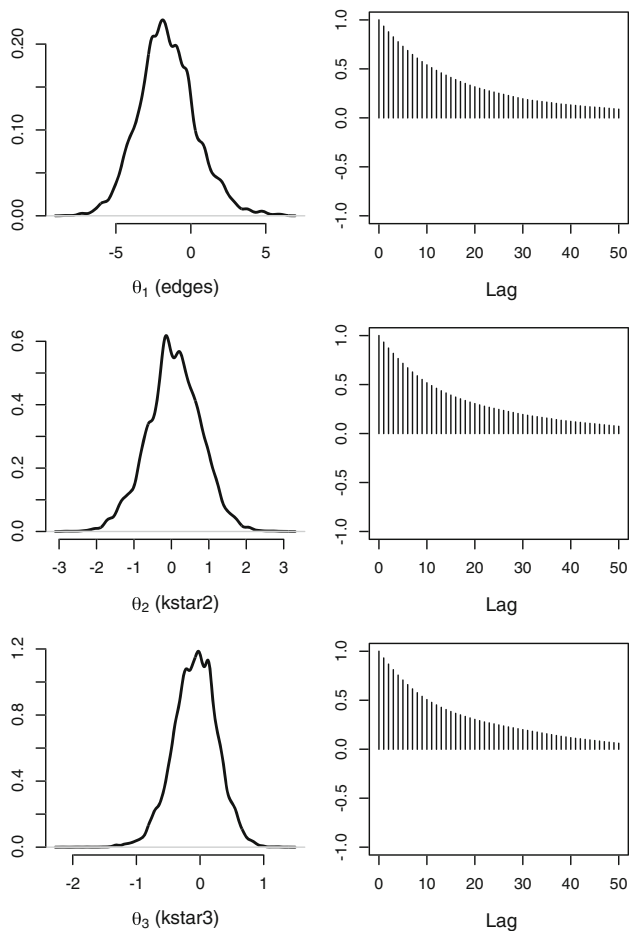 0.00 0.10 0.20
-5 0 5
θ1 (edges)
-1.0 -0.5 0.0 0.5 1.0
0 10 20 30 40 50
Lag
0.0 0.2 0.4 0.6
-3 -2 -1 0 1 2 3
θ2 (kstar2)
-1.0 -0.5 0.0 0.5 1.0
0 10 20 30 40 50
Lag
0.0 0.4 0.8 1.2
-2 -1 0 1
θ3 (kstar3)
-1.0 -0.5 0.0 0.5 1.0
0 10 20 30 40 50
Lag